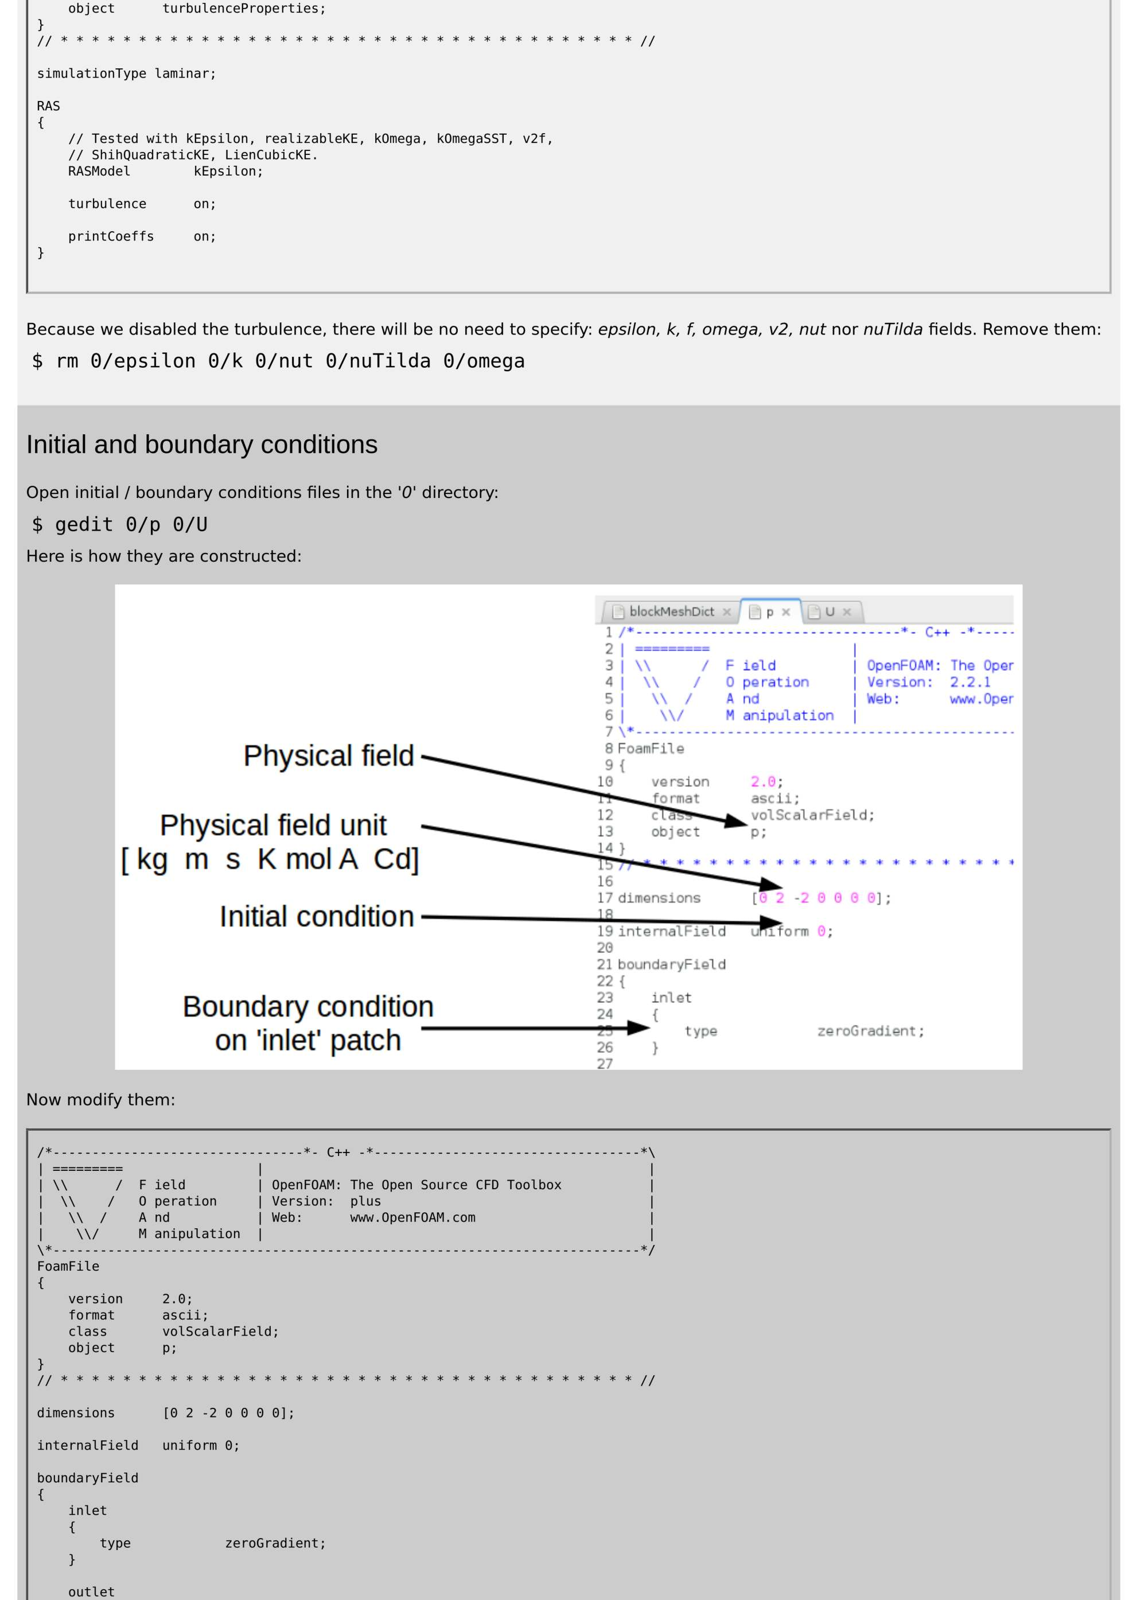 object      turbulenceProperties;
}
// * * * * * * * * * * * * * * * * * * * * * * * * * * * * * * * * * * * * * //
simulationType laminar;
RAS
{
    // Tested with kEpsilon, realizableKE, kOmega, kOmegaSST, v2f,
    // ShihQuadraticKE, LienCubicKE.
    RASModel        kEpsilon;
    turbulence      on;
    printCoeffs     on;
}
Because we disabled the turbulence, there will be no need to specify: epsilon, k, f, omega, v2, nut nor nuTilda fields. Remove them:
$ rm 0/epsilon 0/k 0/nut 0/nuTilda 0/omega
Initial and boundary conditions
Open initial / boundary conditions files in the '0' directory:
$ gedit 0/p 0/U
Here is how they are constructed:
blockMeshDict × p × U ×
1 /*--------------------------------*- C++ -*-----
2 | ========= |
3 | \\ / F ield | OpenFOAM: The Oper
4 | \\ / O peration | Version: 2.2.1
5 | \\ / A nd | Web: www.Oper
6 | \\/ M anipulation |
7 \*----------------------------------------------
8 FoamFile
9 {
Physical field
10 version 2.0;
11 format ascii;
12 class volScalarField;
13 object p;
14 }
Physical field unit
[ kg m s K mol A Cd]
15 // * * * * * * * * * * * * * * * * * * * * * * *
16
17 dimensions [0 2 -2 0 0 0 0];
18
Initial condition
19 internalField uniform 0;
20
21 boundaryField
22 {
23 inlet
24 {
Boundary condition
on 'inlet' patch
25 type zeroGradient;
26 }
27
Now modify them:
/*--------------------------------*- C++ -*----------------------------------*\
| =========                 |                                                 |
| \\      /  F ield         | OpenFOAM: The Open Source CFD Toolbox           |
|  \\    /   O peration     | Version:  plus                                  |
|   \\  /    A nd           | Web:      www.OpenFOAM.com                      |
|    \\/     M anipulation  |                                                 |
\*---------------------------------------------------------------------------*/
FoamFile
{
    version     2.0;
    format      ascii;
    class       volScalarField;
    object      p;
}
// * * * * * * * * * * * * * * * * * * * * * * * * * * * * * * * * * * * * * //
dimensions      [0 2 -2 0 0 0 0];
internalField   uniform 0;
boundaryField
{
    inlet
    {
        type            zeroGradient;
    }
    outlet